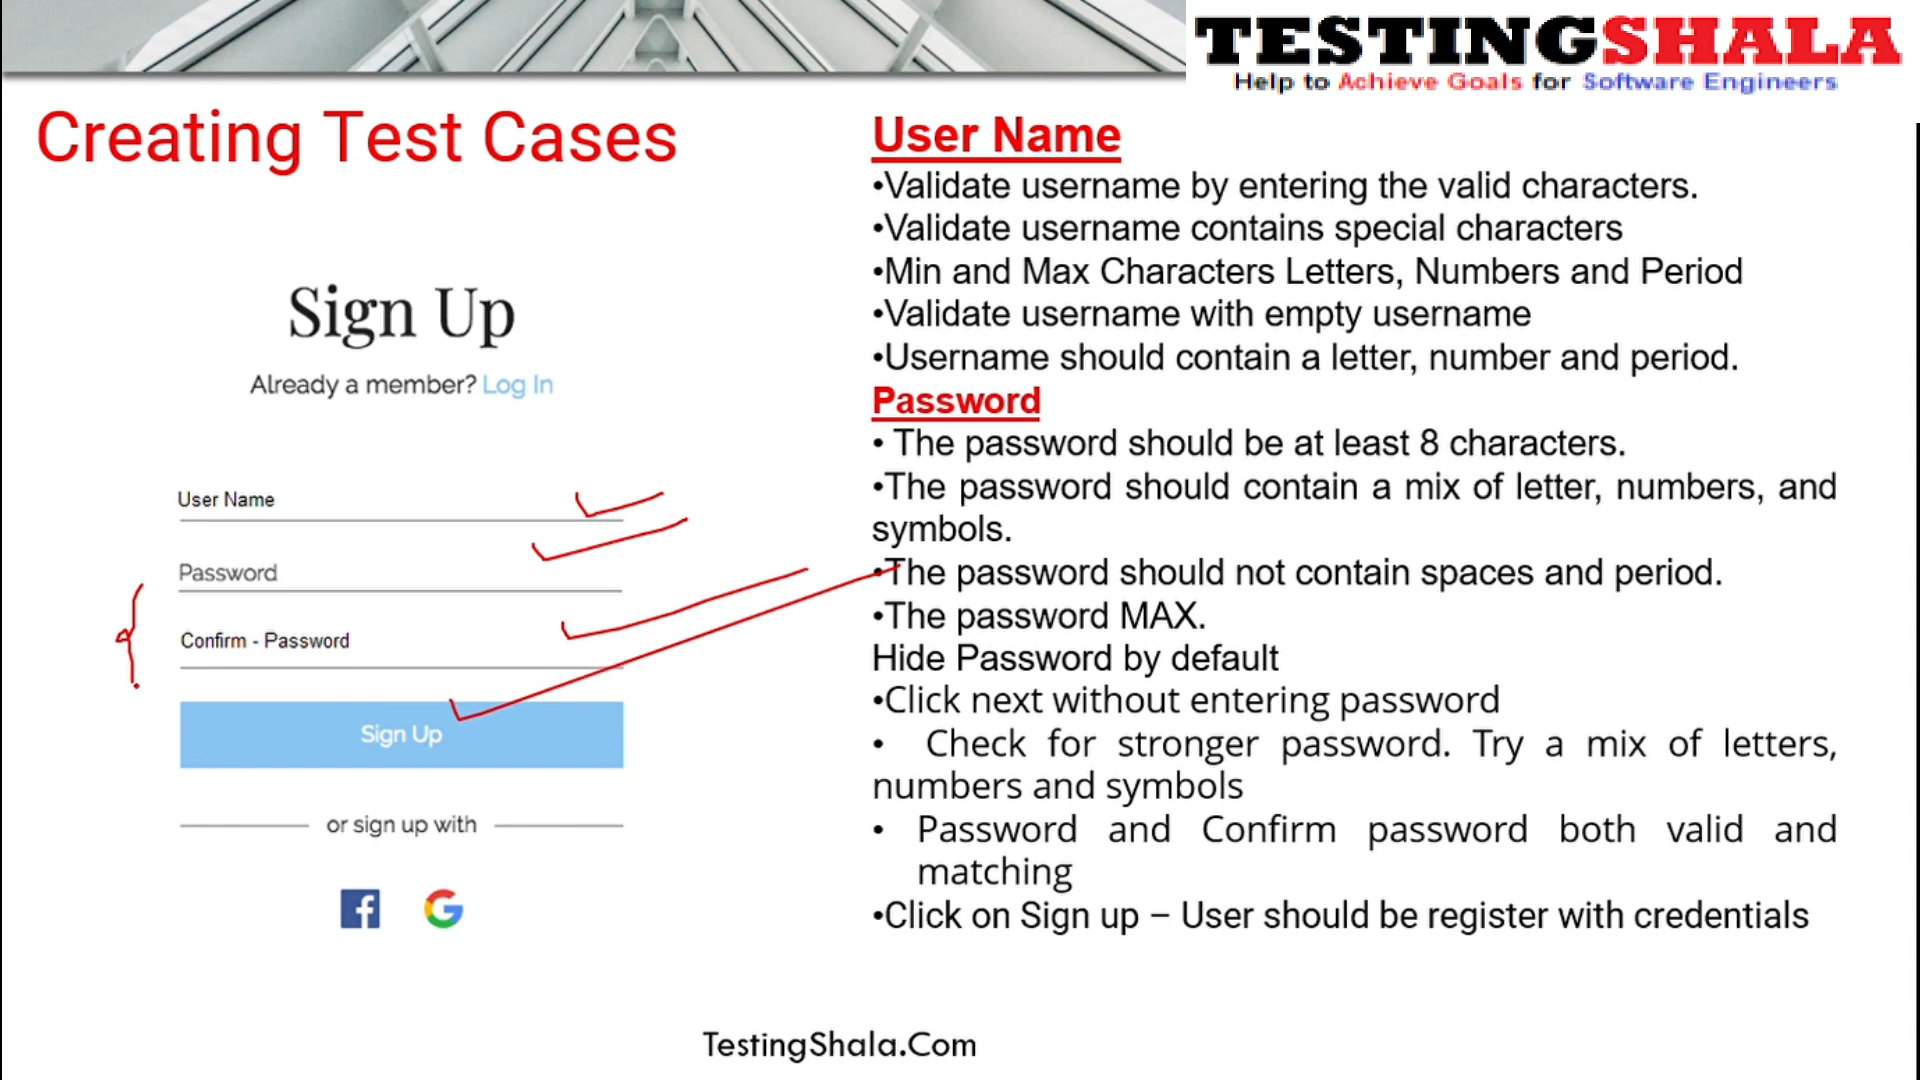 TESTINGSHALA
Help to Achieve Goals for Software Engineers
Creating Test Cases
Sign Up
Already a member? Log In
User Name
Password
Confirm - Password
Sign Up
or sign up with
User Name
•Validate username by entering the valid characters.
•Validate username contains special characters
•Min and Max Characters Letters, Numbers and Period
•Validate username with empty username
•Username should contain a letter, number and period.
Password
• The password should be at least 8 characters.
•The password should contain a mix of letter, numbers, and
symbols.
•The password should not contain spaces and period.
•The password MAX.
Hide Password by default
•Click next without entering password
• Check for stronger password. Try a mix of letters,
numbers and symbols
• Password and Confirm password both valid and
matching
•Click on Sign up – User should be register with credentials
TestingShala.Com